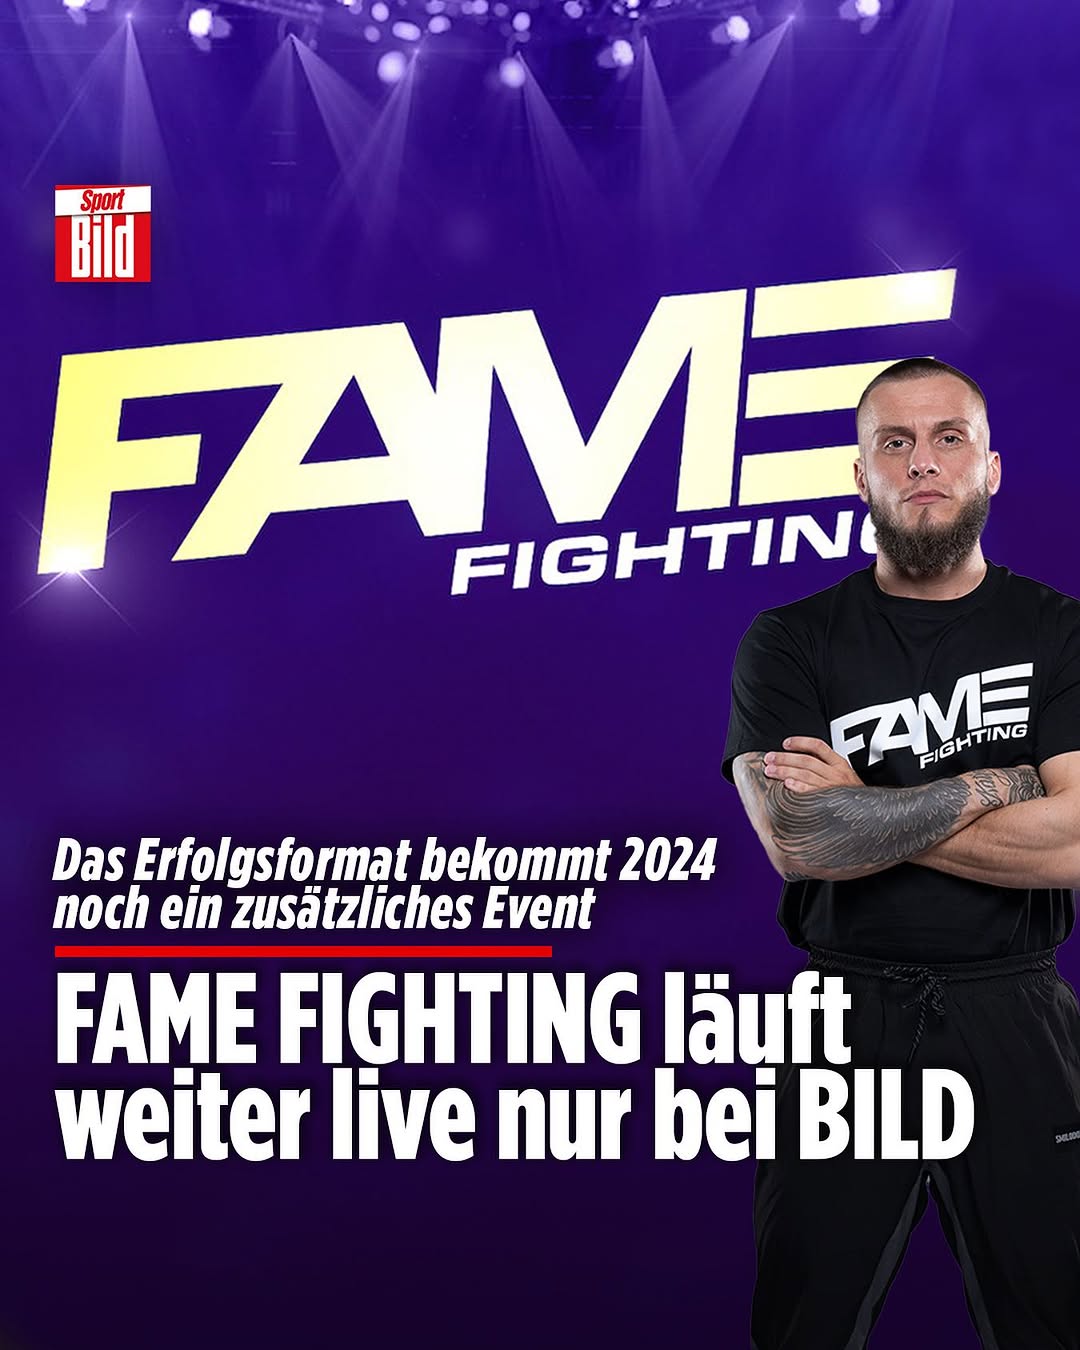 Sport
Bild
FAME
FIGHTING
FAME
FIGHTING
Das Erfolgsformat bekommt 2024
noch ein zusätzliches Event
FAME FIGHTING läuft
weiter live nur bei BILD